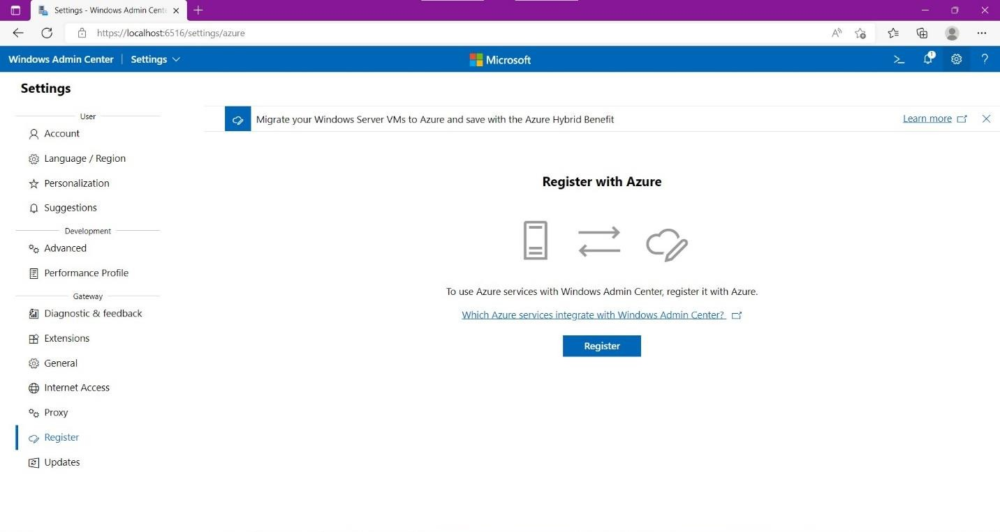 Settings - Windows Admin Cente
https://localhost:6516/settings/azure
Windows Admin Center | Settings
Microsoft
1
?
Settings
User
Account
Language / Region
Personalization
Suggestions
Development
Advanced
Performance Profile
Gateway
Diagnostic & feedback
Extensions
General
Internet Access
Proxy
Register
Updates
Migrate your Windows Server VMs to Azure and save with the Azure Hybrid Benefit
Learn more
Register with Azure
To use Azure services with Windows Admin Center, register it with Azure.
Which Azure services integrate with Windows Admin Center?
Register